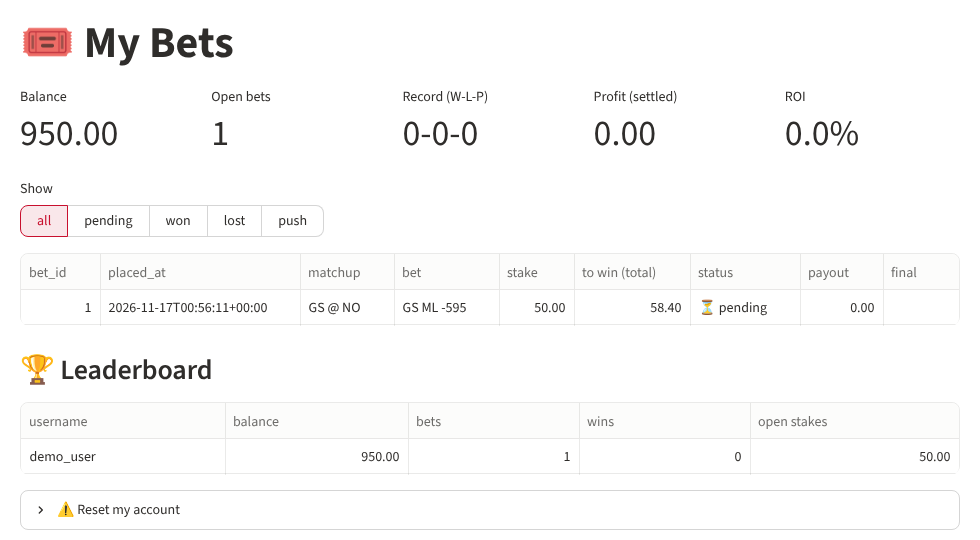 🎟️ My Bets
Balance Open bets Record (W-L-P) Profit (settled) ROI
950.00 1 0-0-0 0.00 0.0%
Show
all pending won lost push
bet_id placed_at matchup bet stake to win (total) status payout final
1 2026-11-17T00:56:11+00:00 GS @ NO GS ML -595 50.00 58.40 ⏳ pending 0.00
🏆 Leaderboard
username balance bets wins open stakes
demo_user 950.00 1 0 50.00
⚠️ Reset my account